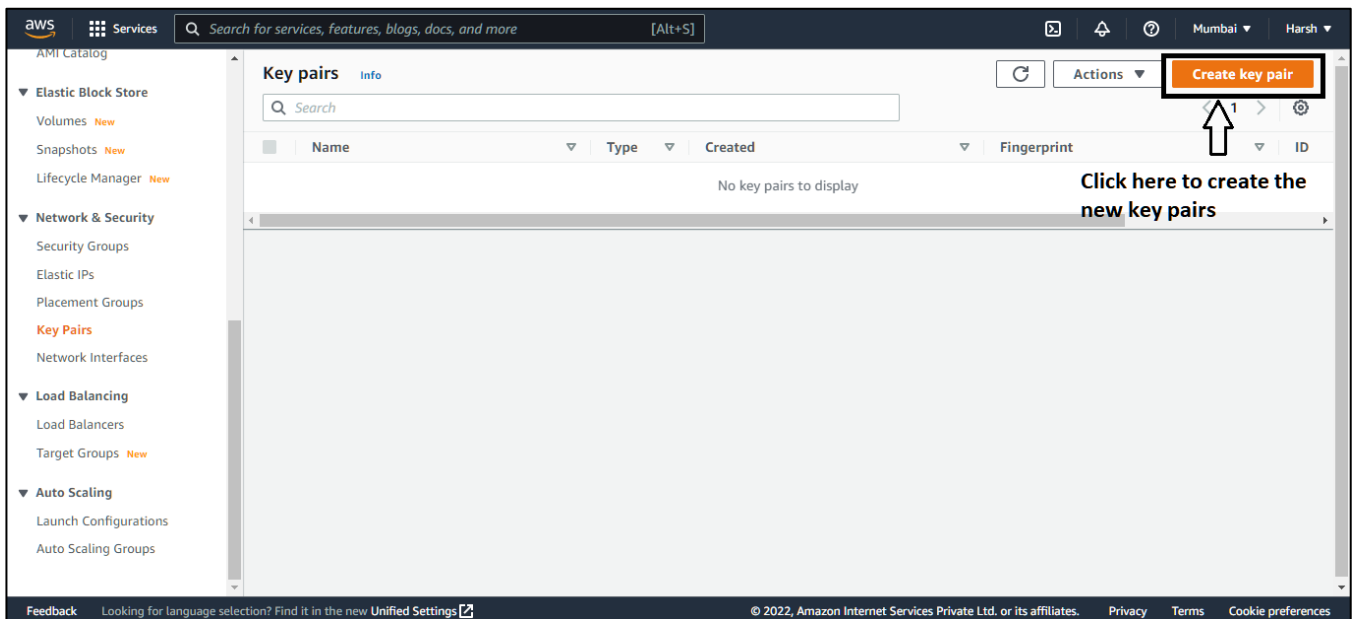 aws Services Search for services, features, blogs, docs, and more [Alt+S] Mumbai ▼ Harsh ▼
AMI Catalog
Elastic Block Store
Volumes New
Snapshots New
Lifecycle Manager New
Network & Security
Security Groups
Elastic IPs
Placement Groups
Key Pairs
Network Interfaces
Load Balancing
Load Balancers
Target Groups New
Auto Scaling
Launch Configurations
Auto Scaling Groups
Key pairs Info Actions ▼ Create key pair
Search 1
Name Type Created Fingerprint ID
No key pairs to display
Click here to create the
new key pairs
Feedback Looking for language selection? Find it in the new Unified Settings © 2022, Amazon Internet Services Private Ltd. or its affiliates. Privacy Terms Cookie preferences